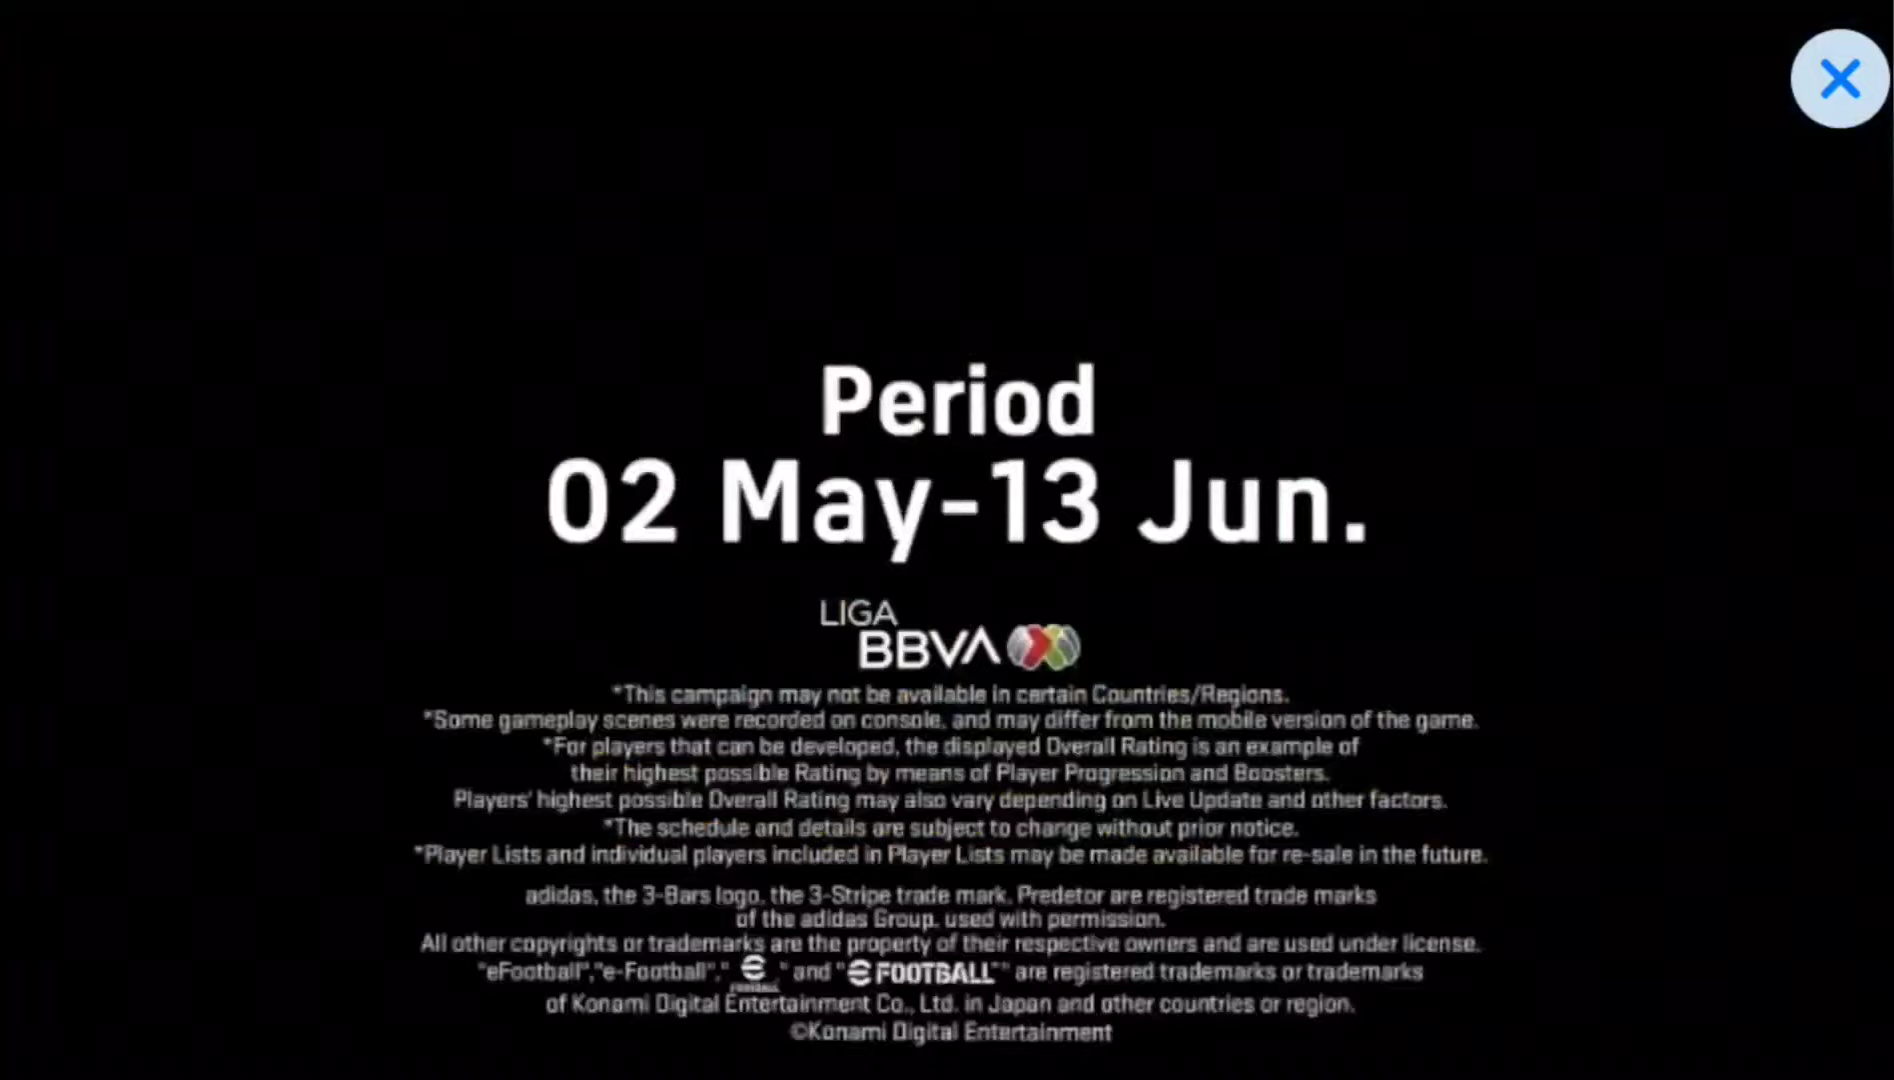 Period
02 May-13 Jun.
LIGA
BBVA
*This campaign may not be available in certain Countries/Regions.
*Some gameplay scenes were recorded on console, and may differ from the mobile version of the game.
*For players that can be developed, the displayed Overall Rating is an example of
their highest possible Rating by means of Player Progression and Boosters.
Players' highest possible Overall Rating may also vary depending on Live Update and other factors.
*The schedule and details are subject to change without prior notice.
*Player Lists and individual players included in Player Lists may be made available for re-sale in the future.
adidas, the 3-Bars logo, the 3-Stripe trade mark, Predetor are registered trade marks
of the adidas Group, used with permission.
All other copyrights or trademarks are the property of their respective owners and are used under license.
"eFootball","e-Football"," e FOOTBALL " and "eFOOTBALL™" are registered trademarks or trademarks
of Konami Digital Entertainment Co., Ltd. in Japan and other countries or region.
©Konami Digital Entertainment